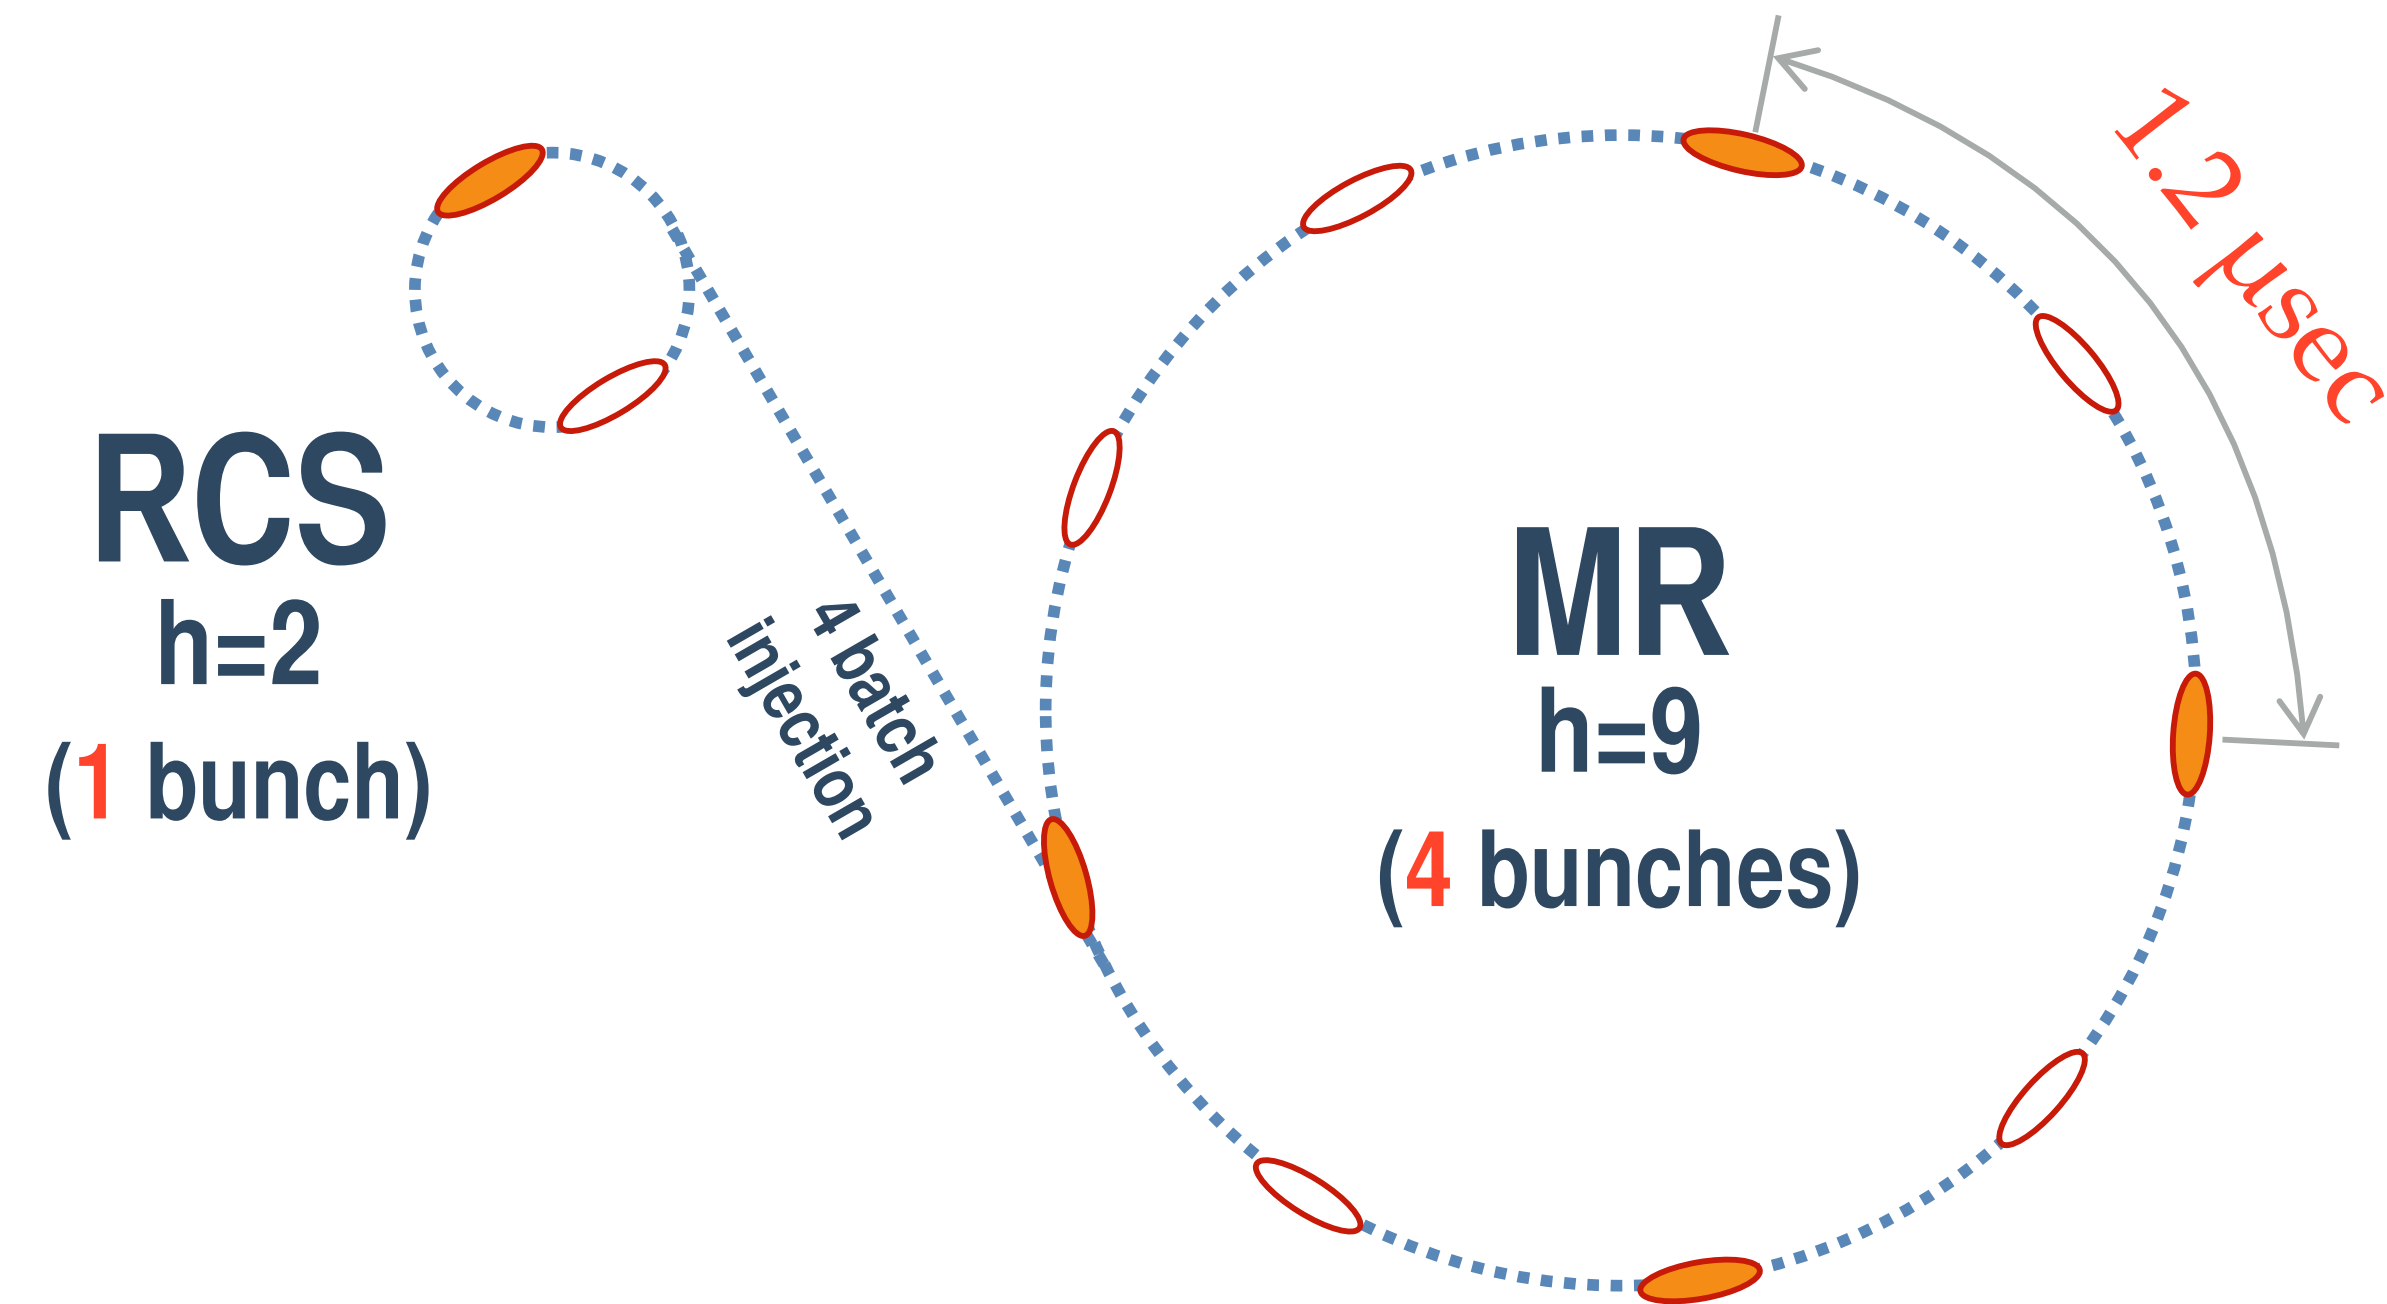 RCS
h=2
(1 bunch)
4 batch
injection
MR
h=9
(4 bunches)
1.2 μsec